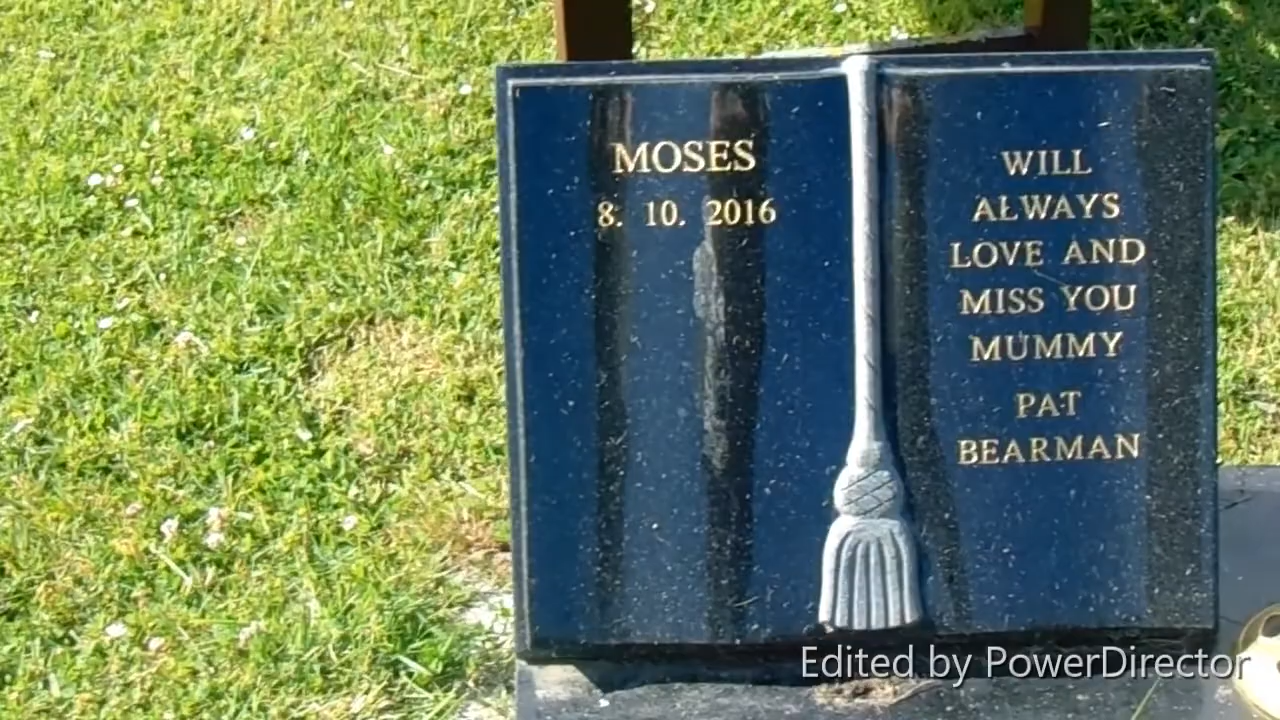 MOSES
8. 10. 2016
WILL
ALWAYS
LOVE AND
MISS YOU
MUMMY
PAT
BEARMAN
Edited by PowerDirector